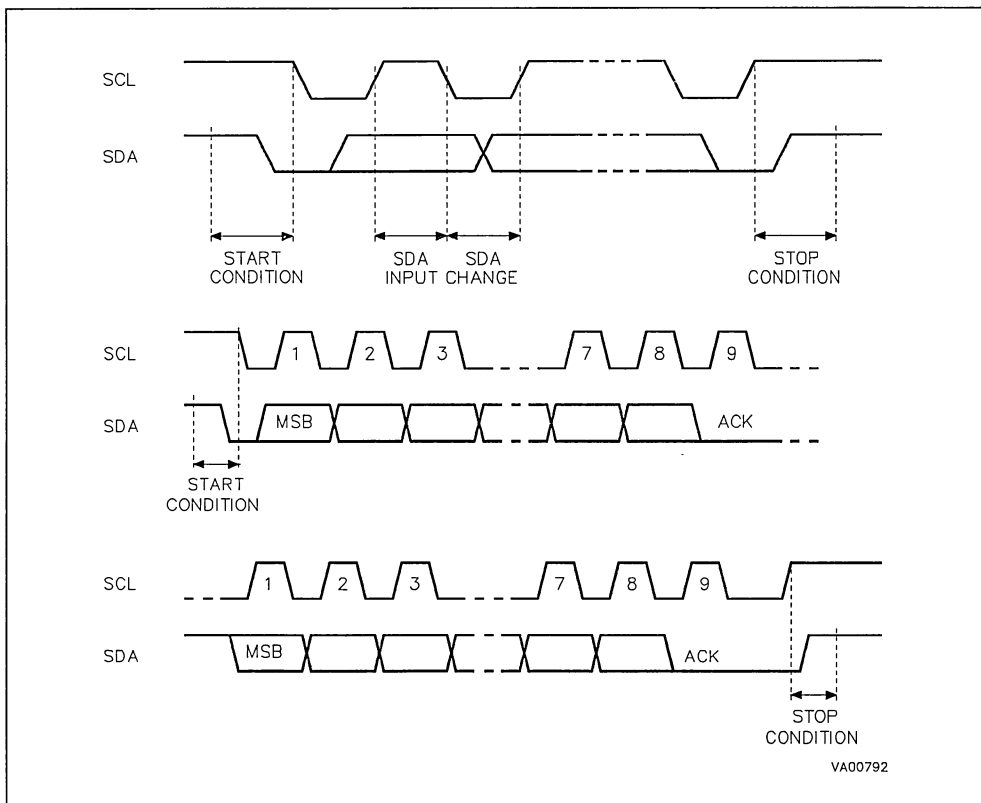 SCL
SDA
START
CONDITION
SDA
INPUT
SDA
CHANGE
STOP
CONDITION
SCL
1 2 3 7 8 9
SDA
MSB
ACK
START
CONDITION
SCL
1 2 3 7 8 9
SDA
MSB
ACK
STOP
CONDITION
VA00792